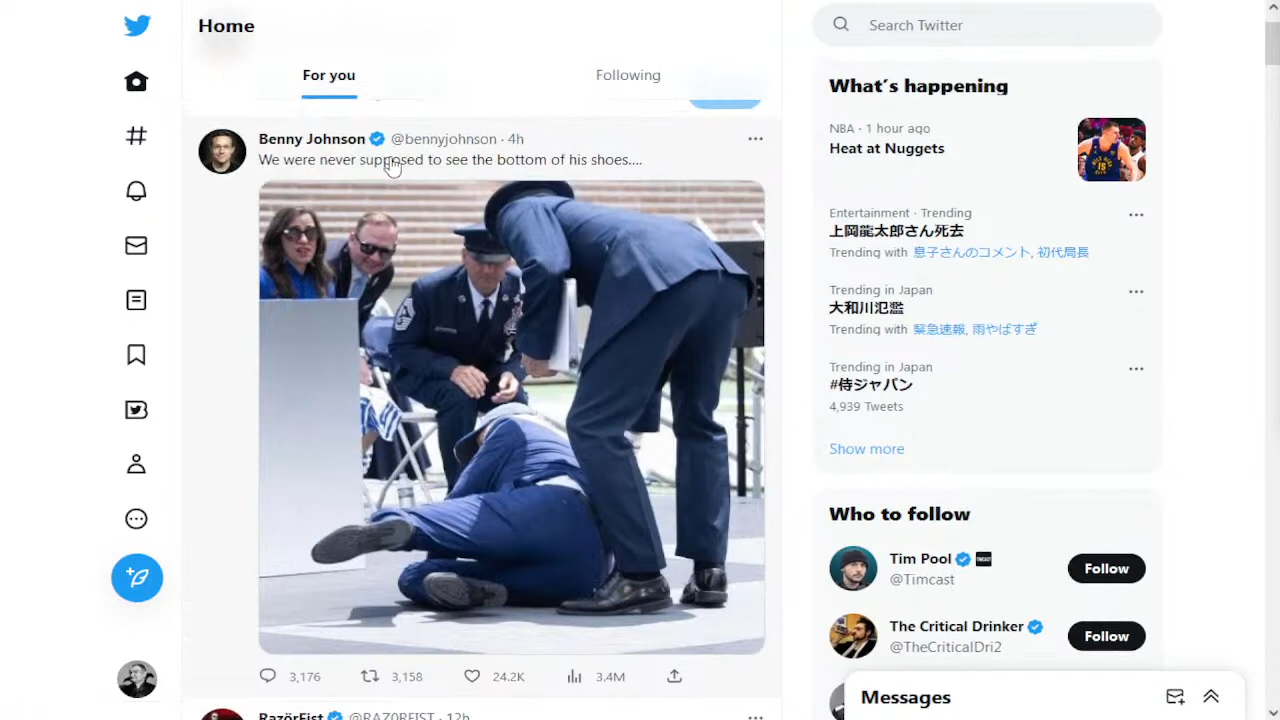 Home
For you
Following
Benny Johnson @bennyjohnson · 4h
We were never supposed to see the bottom of his shoes....
3,176
3,158
24.2K
3.4M
RazörFist @RAZ0RFIST · 12h
Search Twitter
What's happening
NBA · 1 hour ago
Heat at Nuggets
Entertainment · Trending
上岡龍太郎さん死去
Trending with 息子さんのコメント, 初代局長
Trending in Japan
大和川氾濫
Trending with 緊急速報, 雨やばすぎ
Trending in Japan
#侍ジャパン
4,939 Tweets
Show more
Who to follow
Tim Pool
@Timcast
Follow
The Critical Drinker
@TheCriticalDri2
Follow
Messages